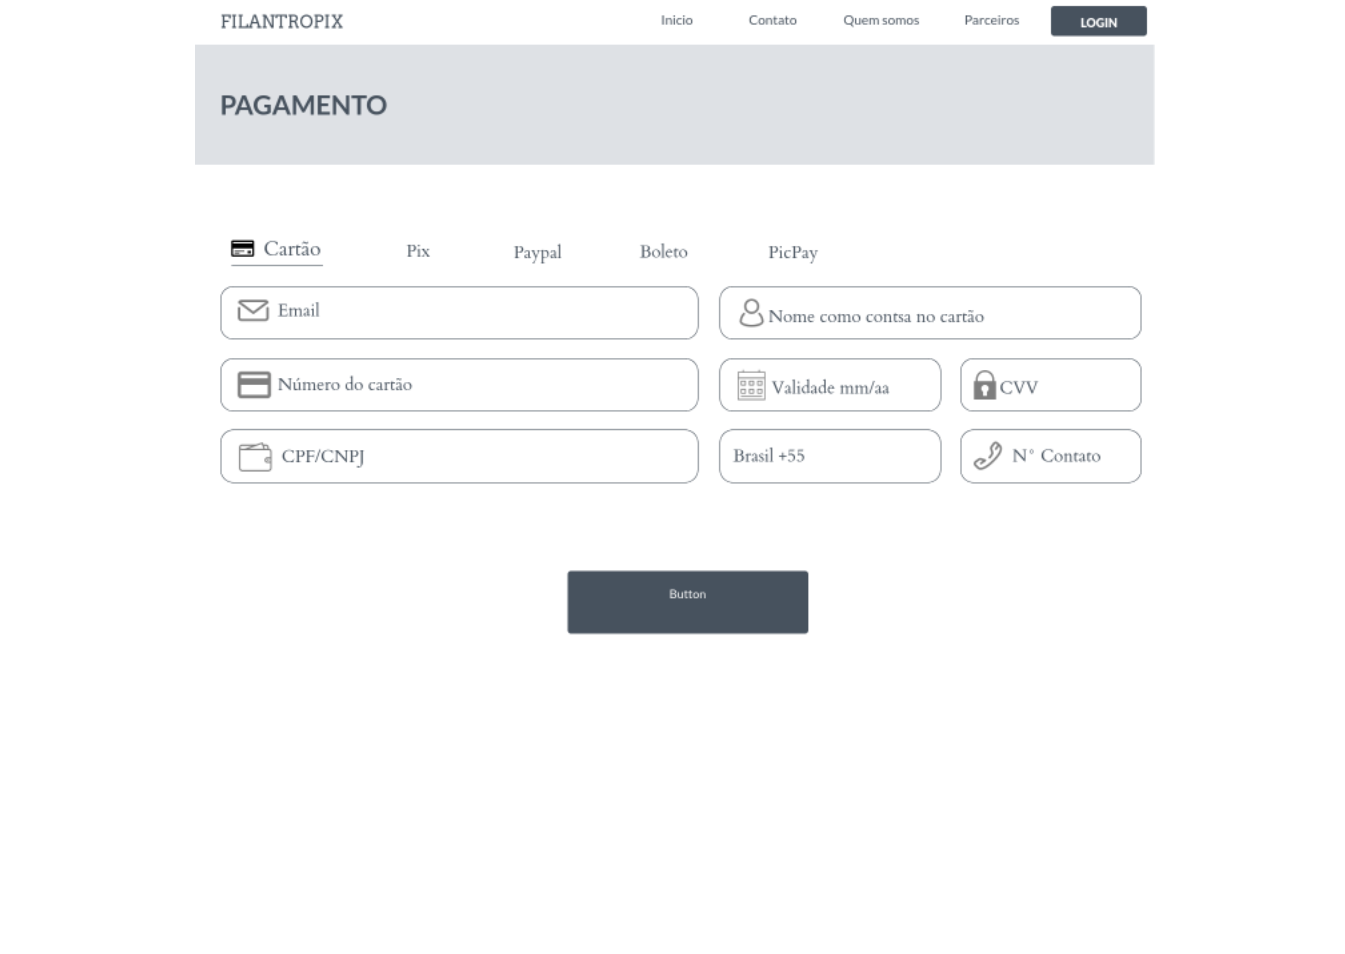 FILANTROPIX
Inicio
Contato
Quem somos
Parceiros
LOGIN
PAGAMENTO
Cartão
Pix
Paypal
Boleto
PicPay
Email
Nome como contsa no cartão
Número do cartão
Validade mm/aa
CVV
CPF/CNPJ
Brasil +55
N° Contato
Button